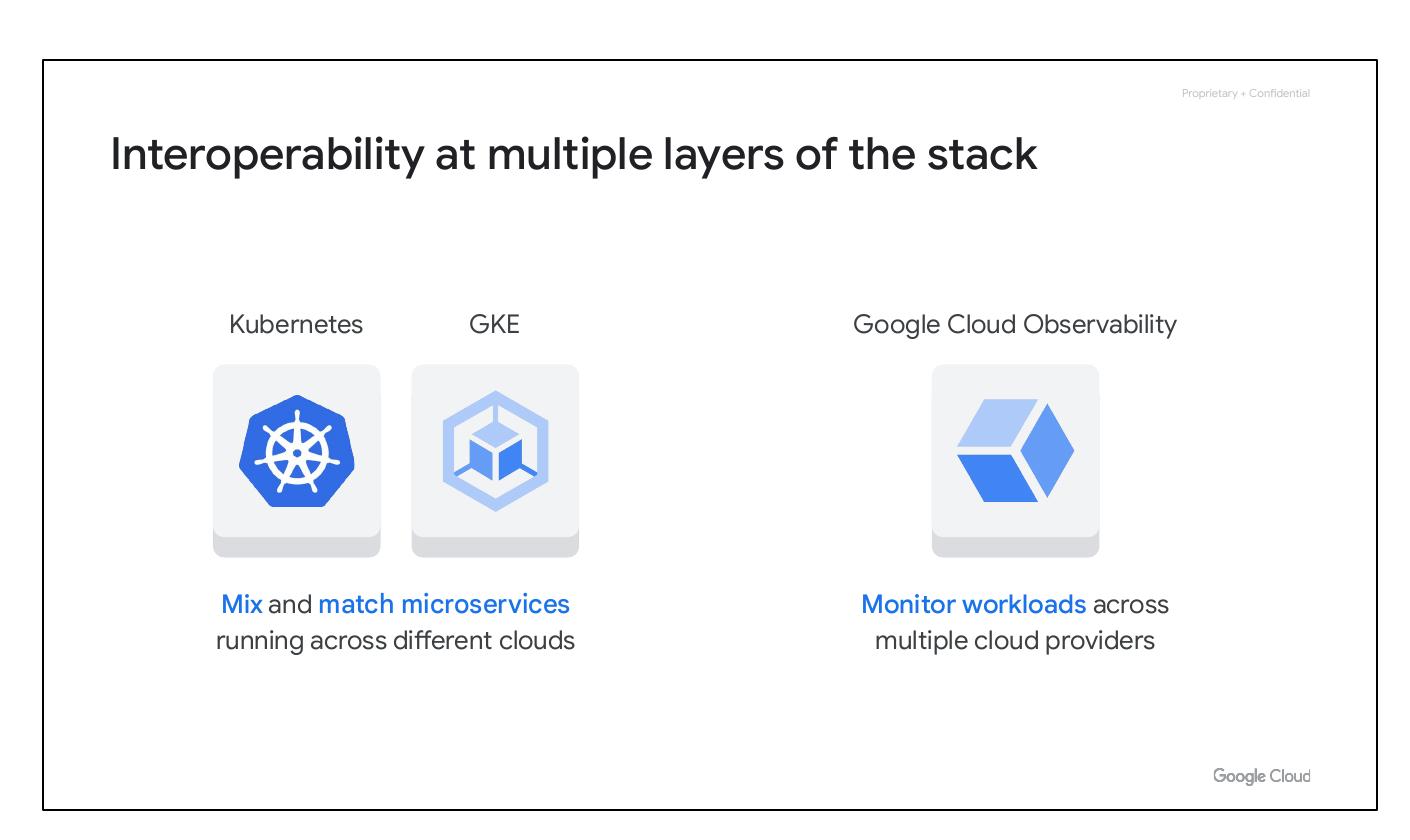 Proprietary + Confidential
Interoperability at multiple layers of the stack
Kubernetes
GKE
Mix and match microservices
running across different clouds
Google Cloud Observability
Monitor workloads across
multiple cloud providers
Google Cloud